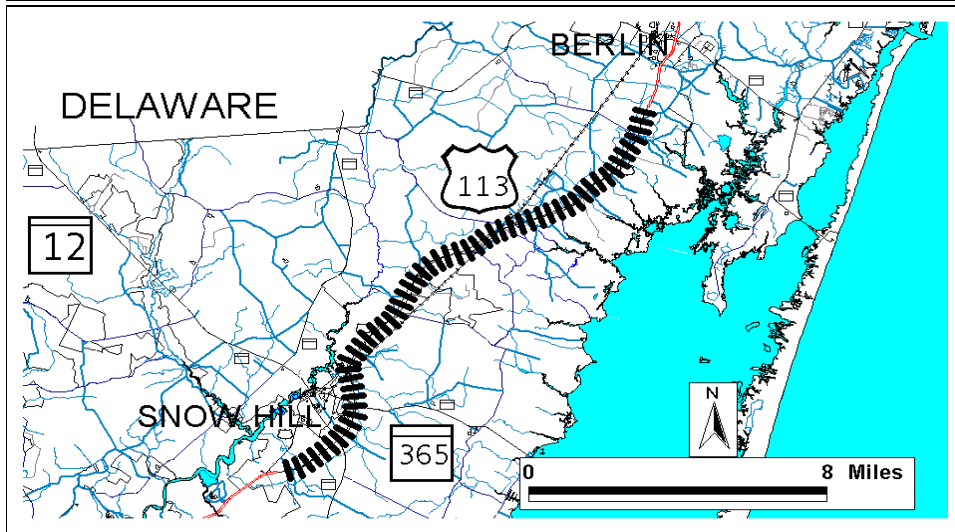 BERLIN
DELAWARE
113
12
SNOW HILL
365
N
0 8 Miles